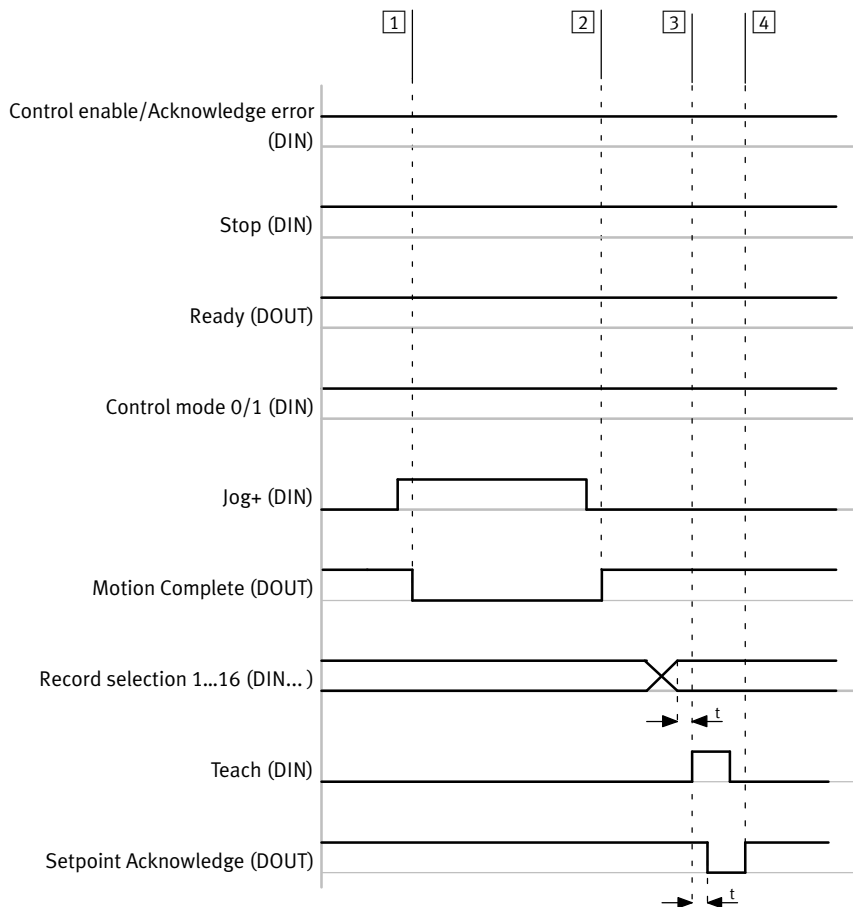 1 2 3 4
Control enable/Acknowledge error
(DIN)
Stop (DIN)
Ready (DOUT)
Control mode 0/1 (DIN)
Jog+ (DIN)
Motion Complete (DOUT)
Record selection 1...16 (DIN... )
t
Teach (DIN)
Setpoint Acknowledge (DOUT)
t